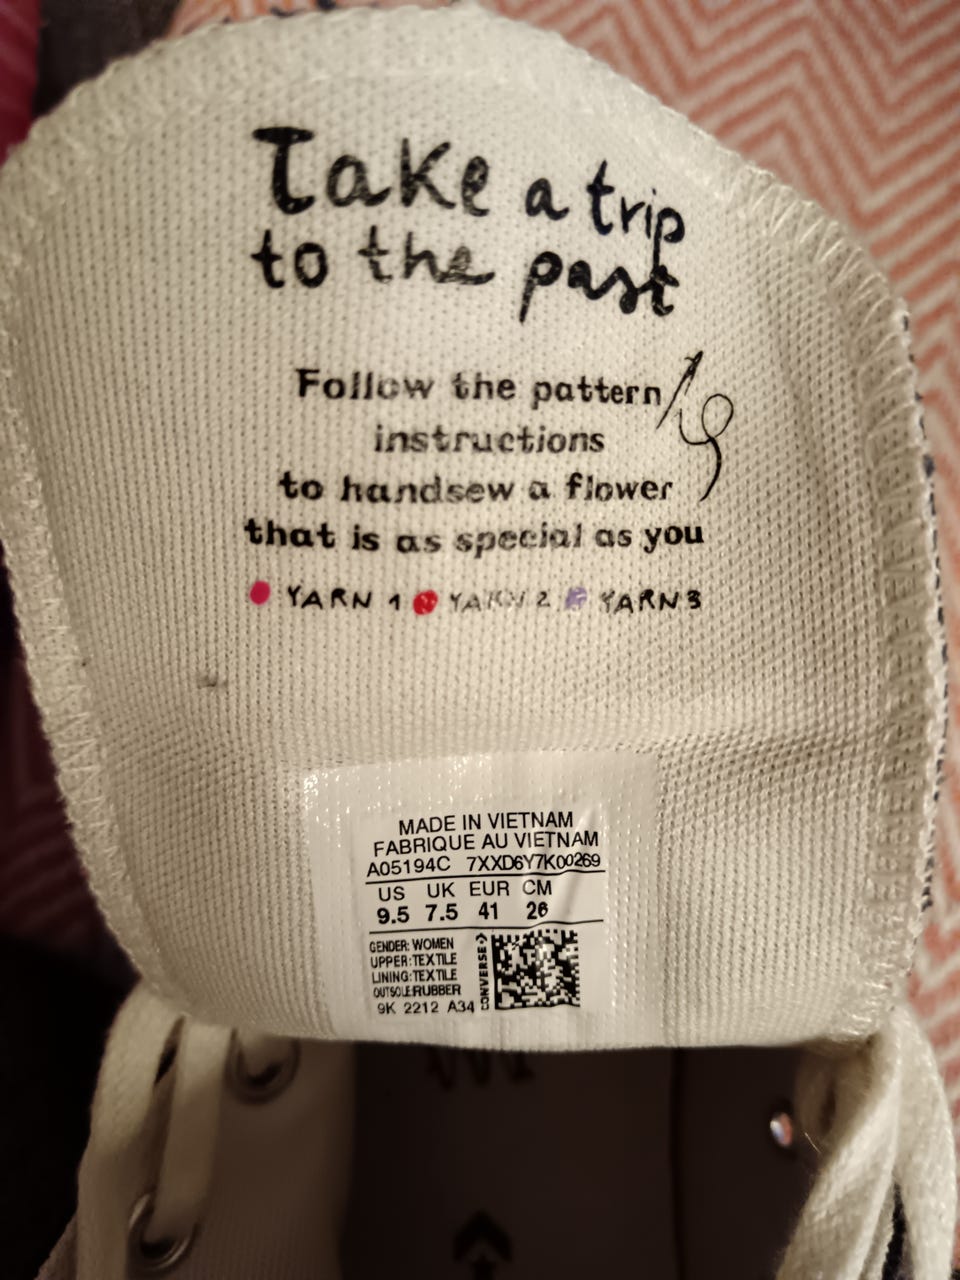 Take a trip
to the past
Follow the pattern
instructions
to handsew a flower
that is as special as you
YARN 1 YARN 2 YARN 3
MADE IN VIETNAM
FABRIQUE AU VIETNAM
A05194C 7XXD6Y7K00269
US UK EUR CM
9.5 7.5 41 26
GENDER: WOMEN
UPPER:TEXTILE
LINING:TEXTILE
OUTSOLE:RUBBER
9K 2212 A34
CONVERSE